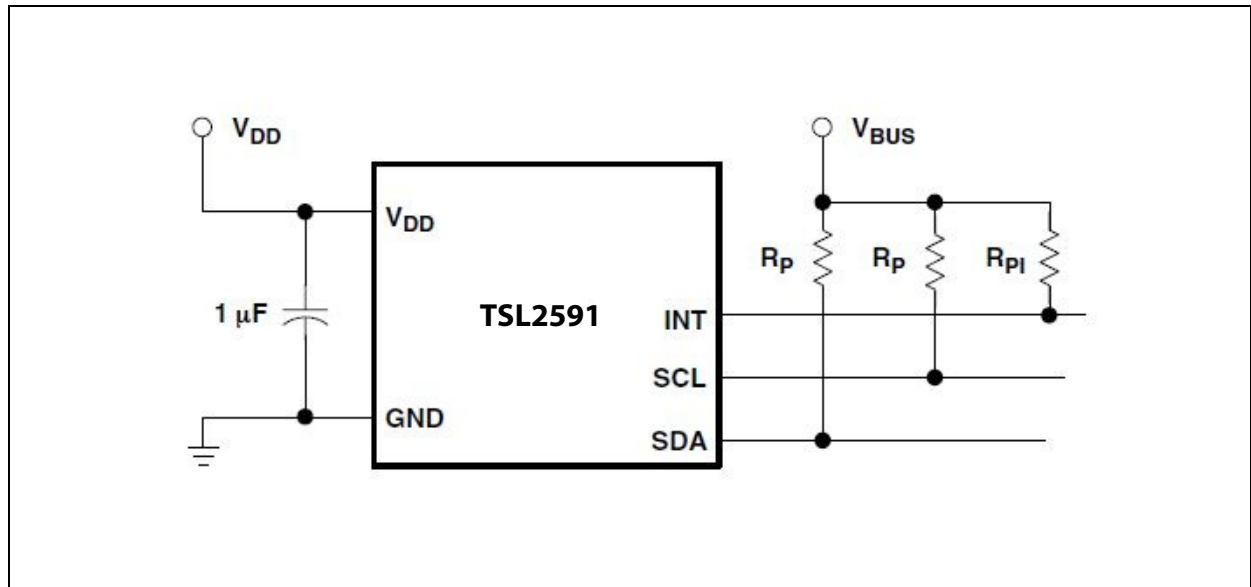 V_DD
V_BUS
V_DD
R_P
R_P
R_PI
1 μF
TSL2591
INT
SCL
GND
SDA